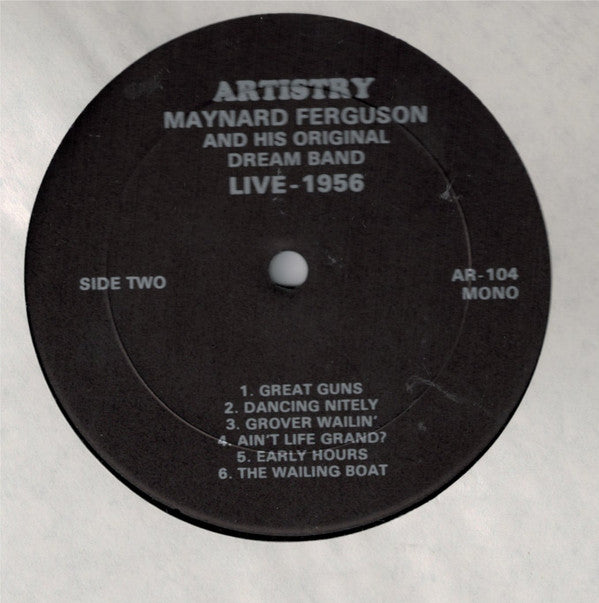 ARTISTRY
MAYNARD FERGUSON
AND HIS ORIGINAL
DREAM BAND
LIVE-1956
SIDE TWO
AR-104
MONO
1. GREAT GUNS
2. DANCING NITELY
3. GROVER WAILIN'
4. AIN'T LIFE GRAND?
5. EARLY HOURS
6. THE WAILING BOAT